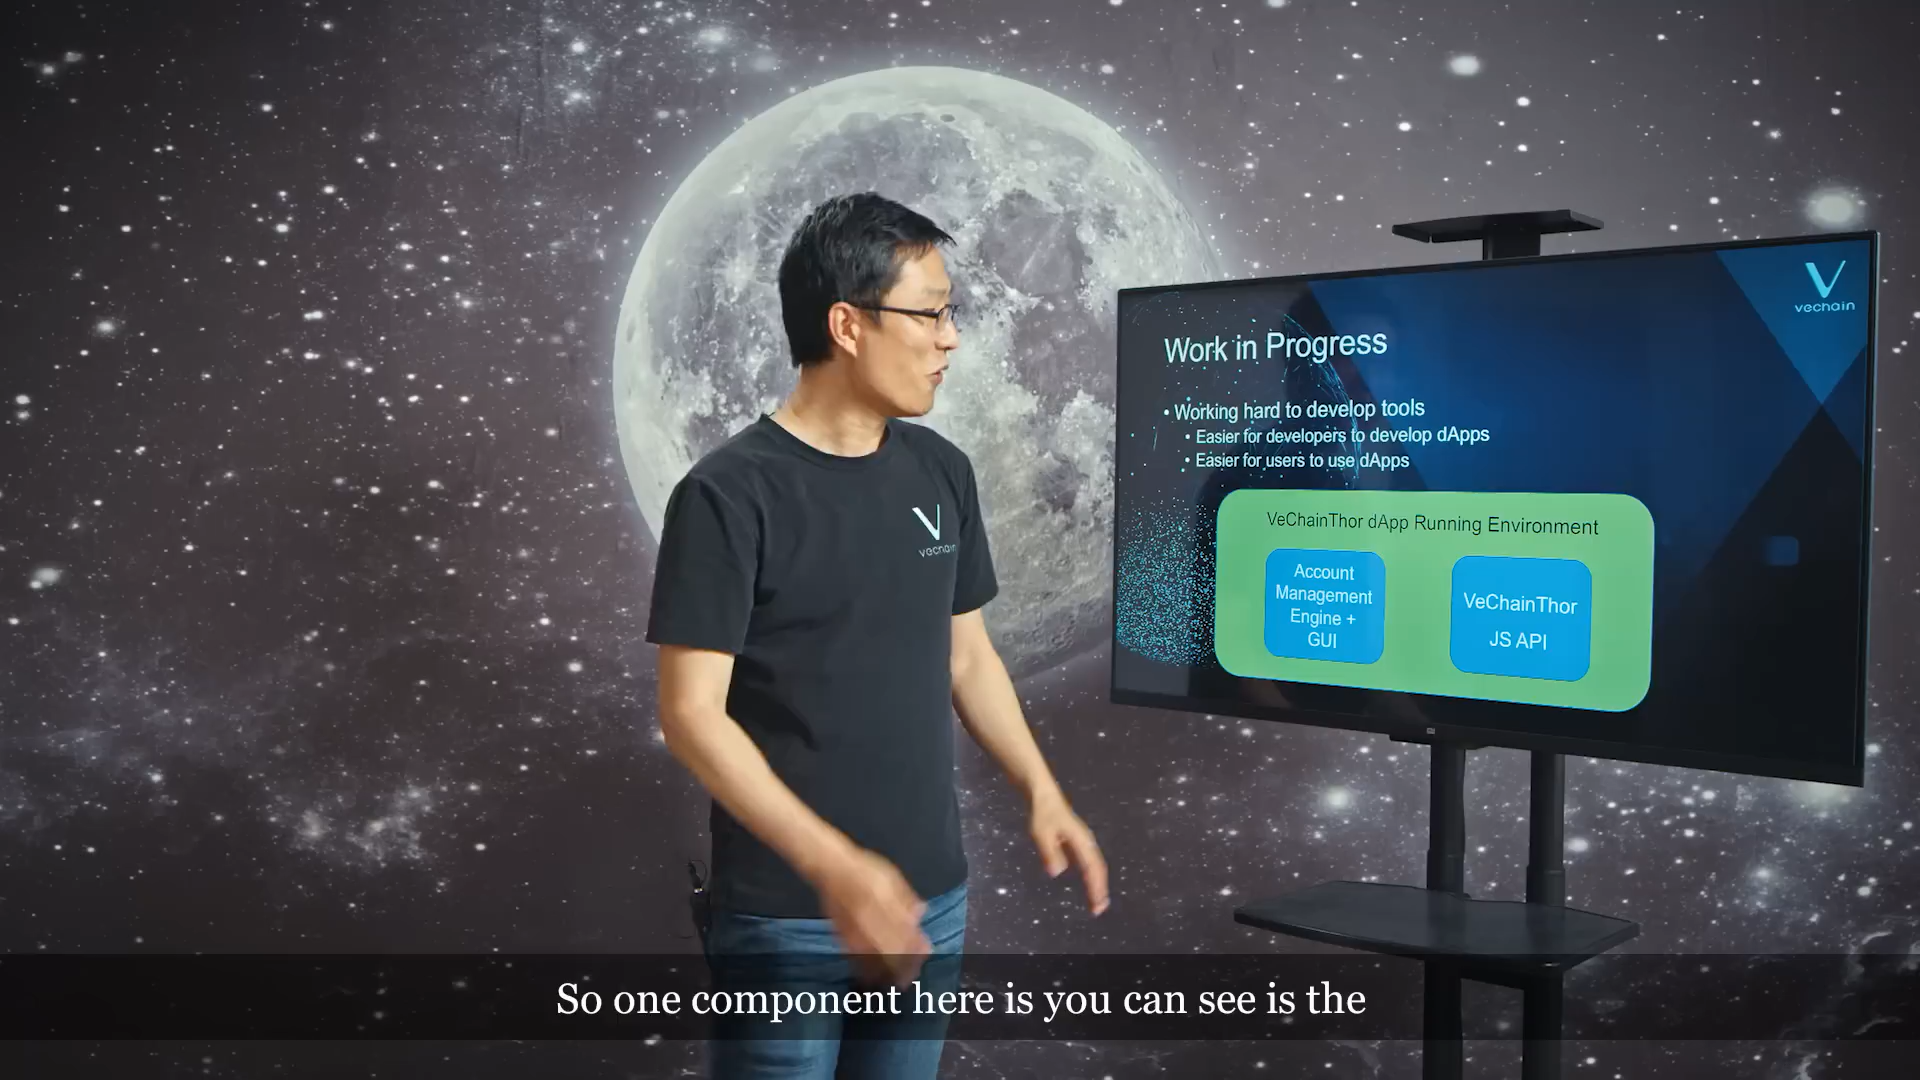 vechain
Work in Progress
• Working hard to develop tools
• Easier for developers to develop dApps
• Easier for users to use dApps
VeChainThor dApp Running Environment
Account
Management
Engine +
GUI
VeChainThor
JS API
vechain
So one component here is you can see is the